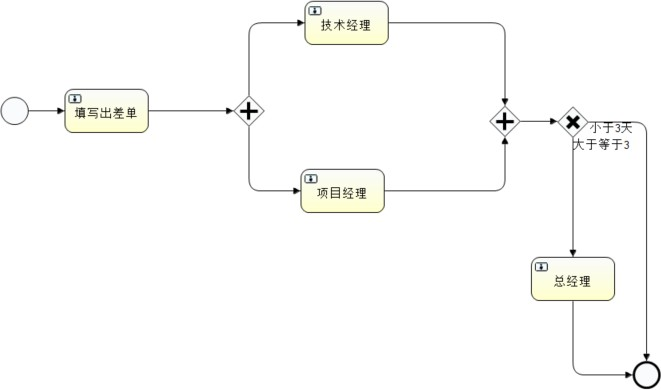 技术经理
填写出差单
小于3天
大于等于3
项目经理
总经理